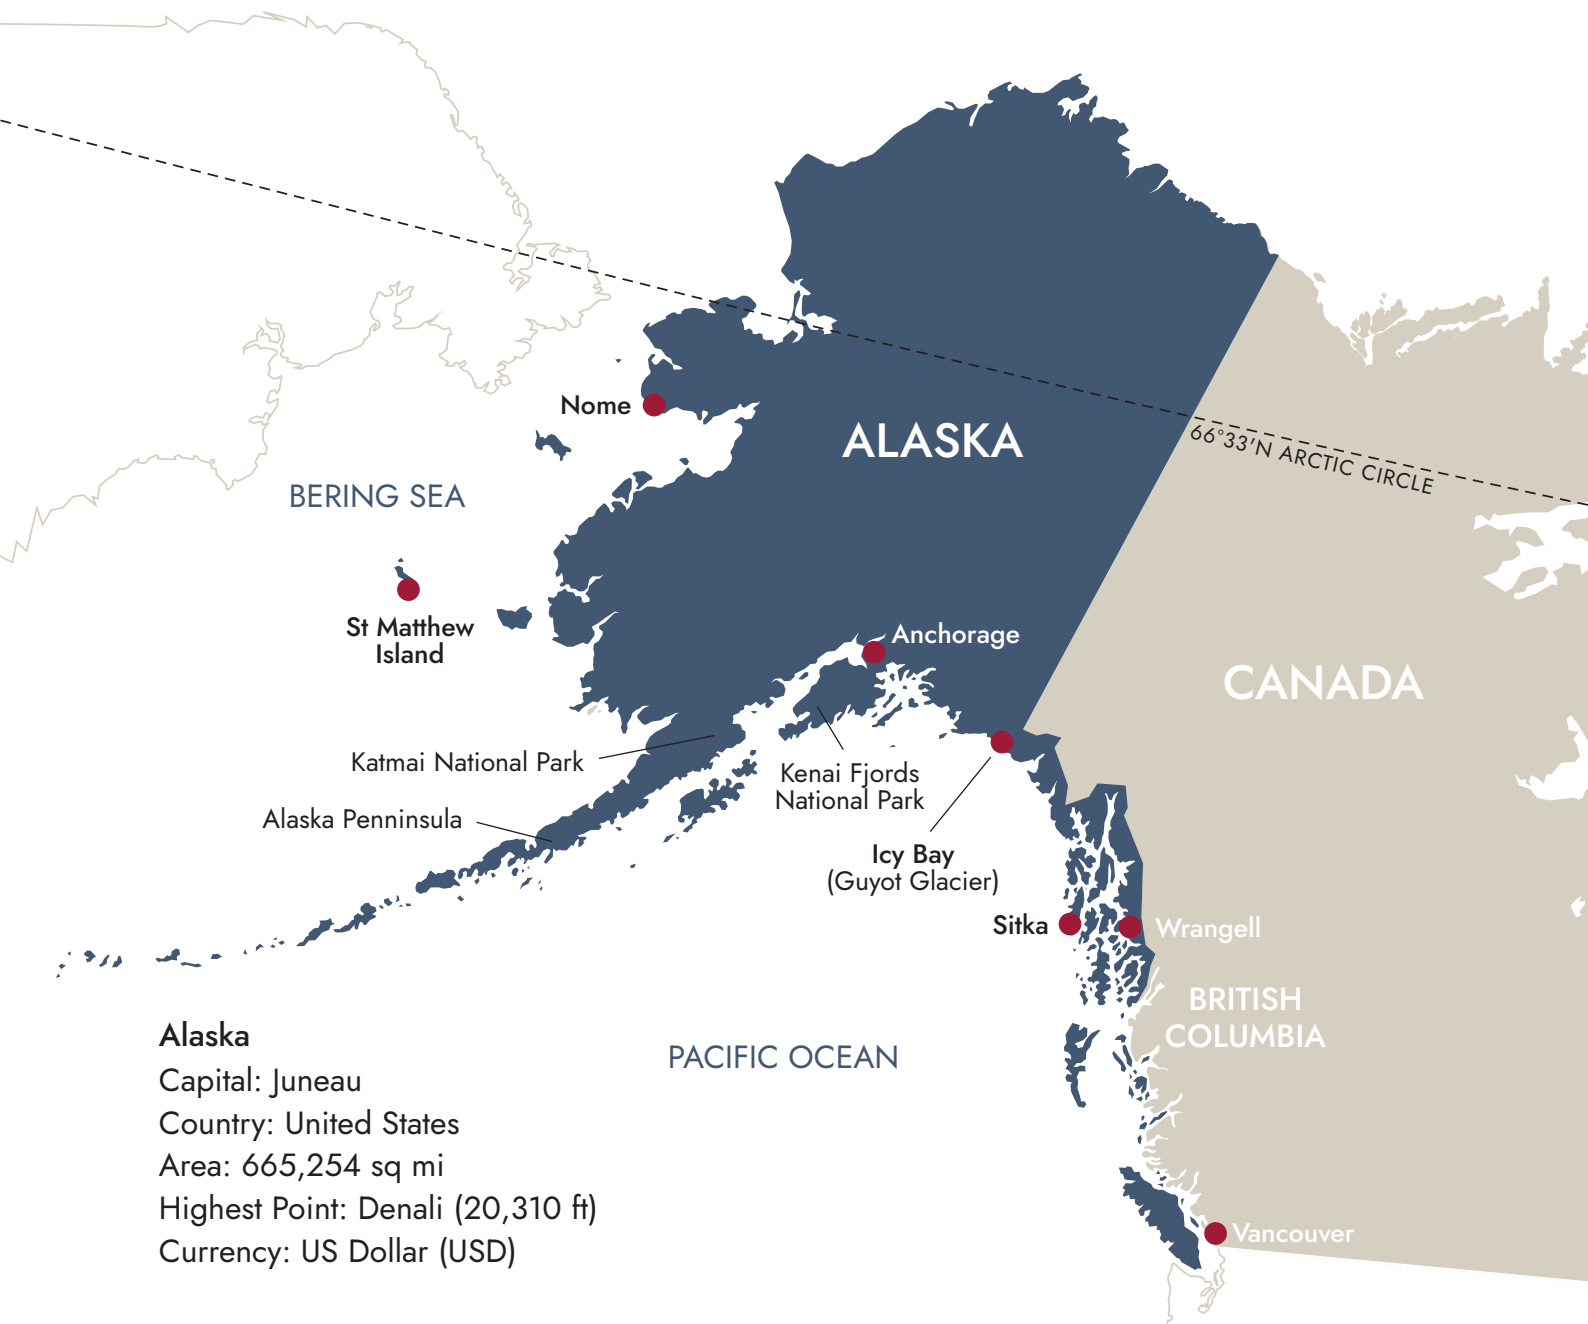 Nome
ALASKA
66°33'N ARCTIC CIRCLE
BERING SEA
St Matthew
Island
Anchorage
CANADA
Katmai National Park
Kenai Fjords
National Park
Alaska Penninsula
Icy Bay
(Guyot Glacier)
Sitka
Wrangell
BRITISH
COLUMBIA
PACIFIC OCEAN
Alaska
Capital: Juneau
Country: United States
Area: 665,254 sq mi
Highest Point: Denali (20,310 ft)
Currency: US Dollar (USD)
Vancouver